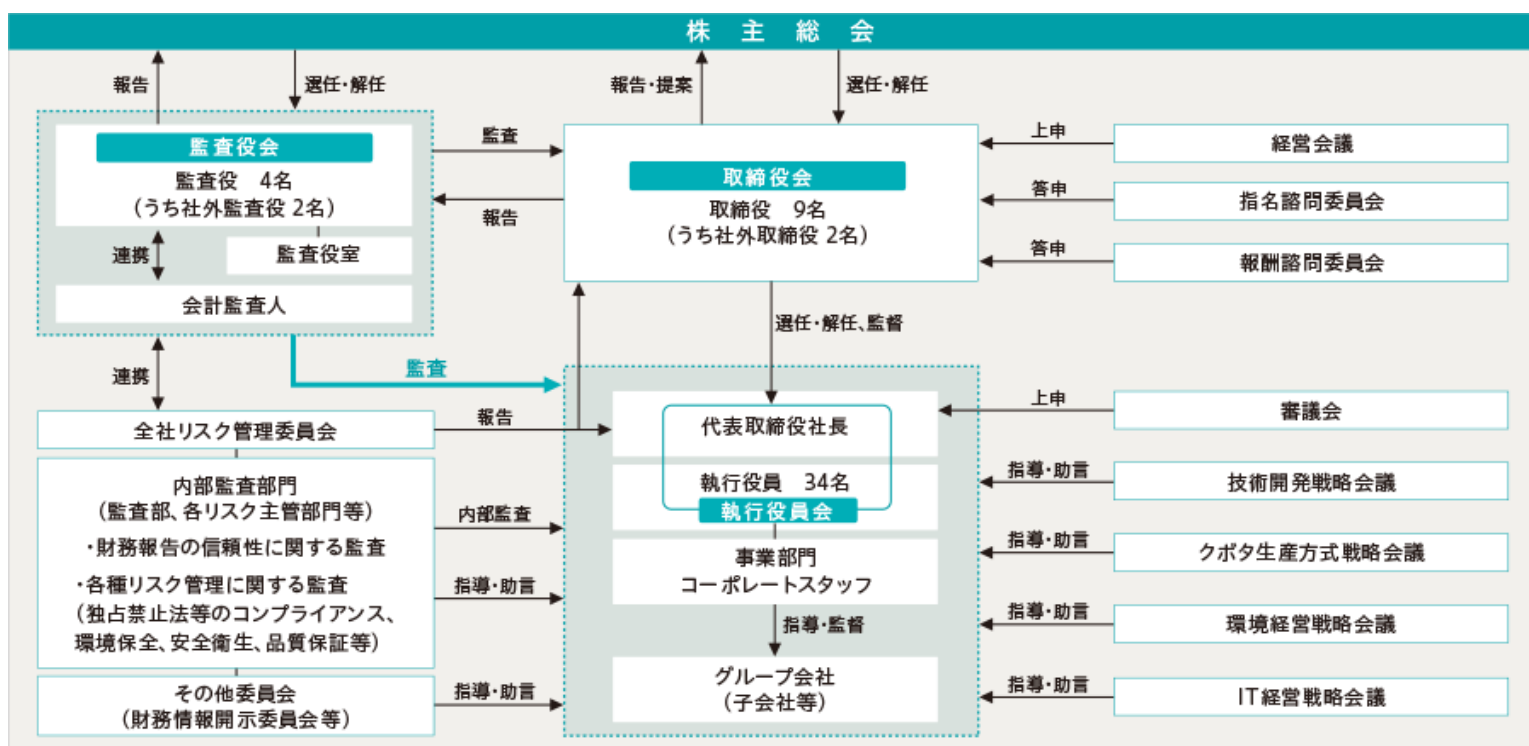 株主総会
報告
選任・解任
報告・提案
選任・解任
監査役会
監査役 4名
(うち社外監査役 2名)
連携
監査役室
会計監査人
監査
報告
取締役会
取締役 9名
(うち社外取締役 2名)
上申
経営会議
答申
指名諮問委員会
答申
報酬諮問委員会
選任・解任、監督
連携
監査
全社リスク管理委員会
報告
内部監査部門
(監査部、各リスク主管部門等)
・財務報告の信頼性に関する監査
・各種リスク管理に関する監査
(独占禁止法等のコンプライアンス、
環境保全、安全衛生、品質保証等)
内部監査
指導・助言
その他委員会
(財務情報開示委員会等)
指導・助言
代表取締役社長
執行役員 34名
執行役員会
事業部門
コーポレートスタッフ
指導・監督
グループ会社
(子会社等)
上申
審議会
指導・助言
技術開発戦略会議
指導・助言
クボタ生産方式戦略会議
指導・助言
環境経営戦略会議
指導・助言
IT経営戦略会議